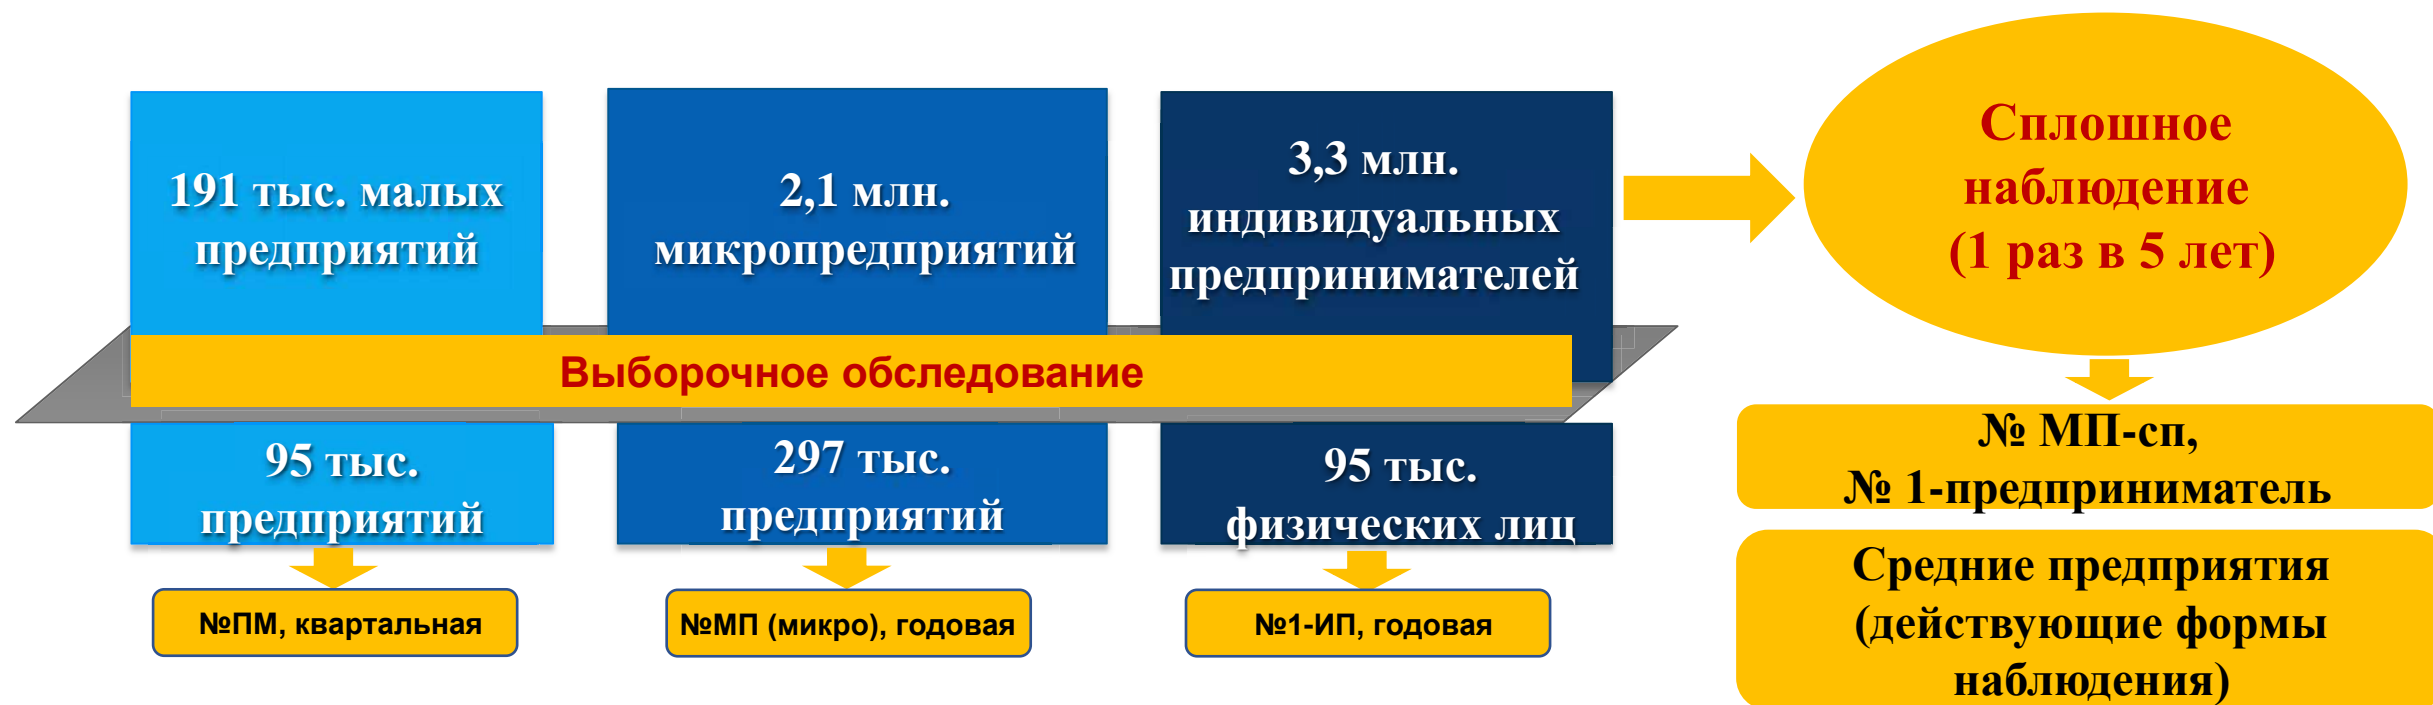 191 тыс. малых
предприятий
2,1 млн.
микропредприятий
3,3 млн.
индивидуальных
предпринимателей
Сплошное
наблюдение
(1 раз в 5 лет)
Выборочное обследование
95 тыс.
предприятий
297 тыс.
предприятий
95 тыс.
физических лиц
№ МП-сп,
№ 1-предприниматель
№ПМ, квартальная
№МП (микро), годовая
№1-ИП, годовая
Средние предприятия
(действующие формы
наблюдения)